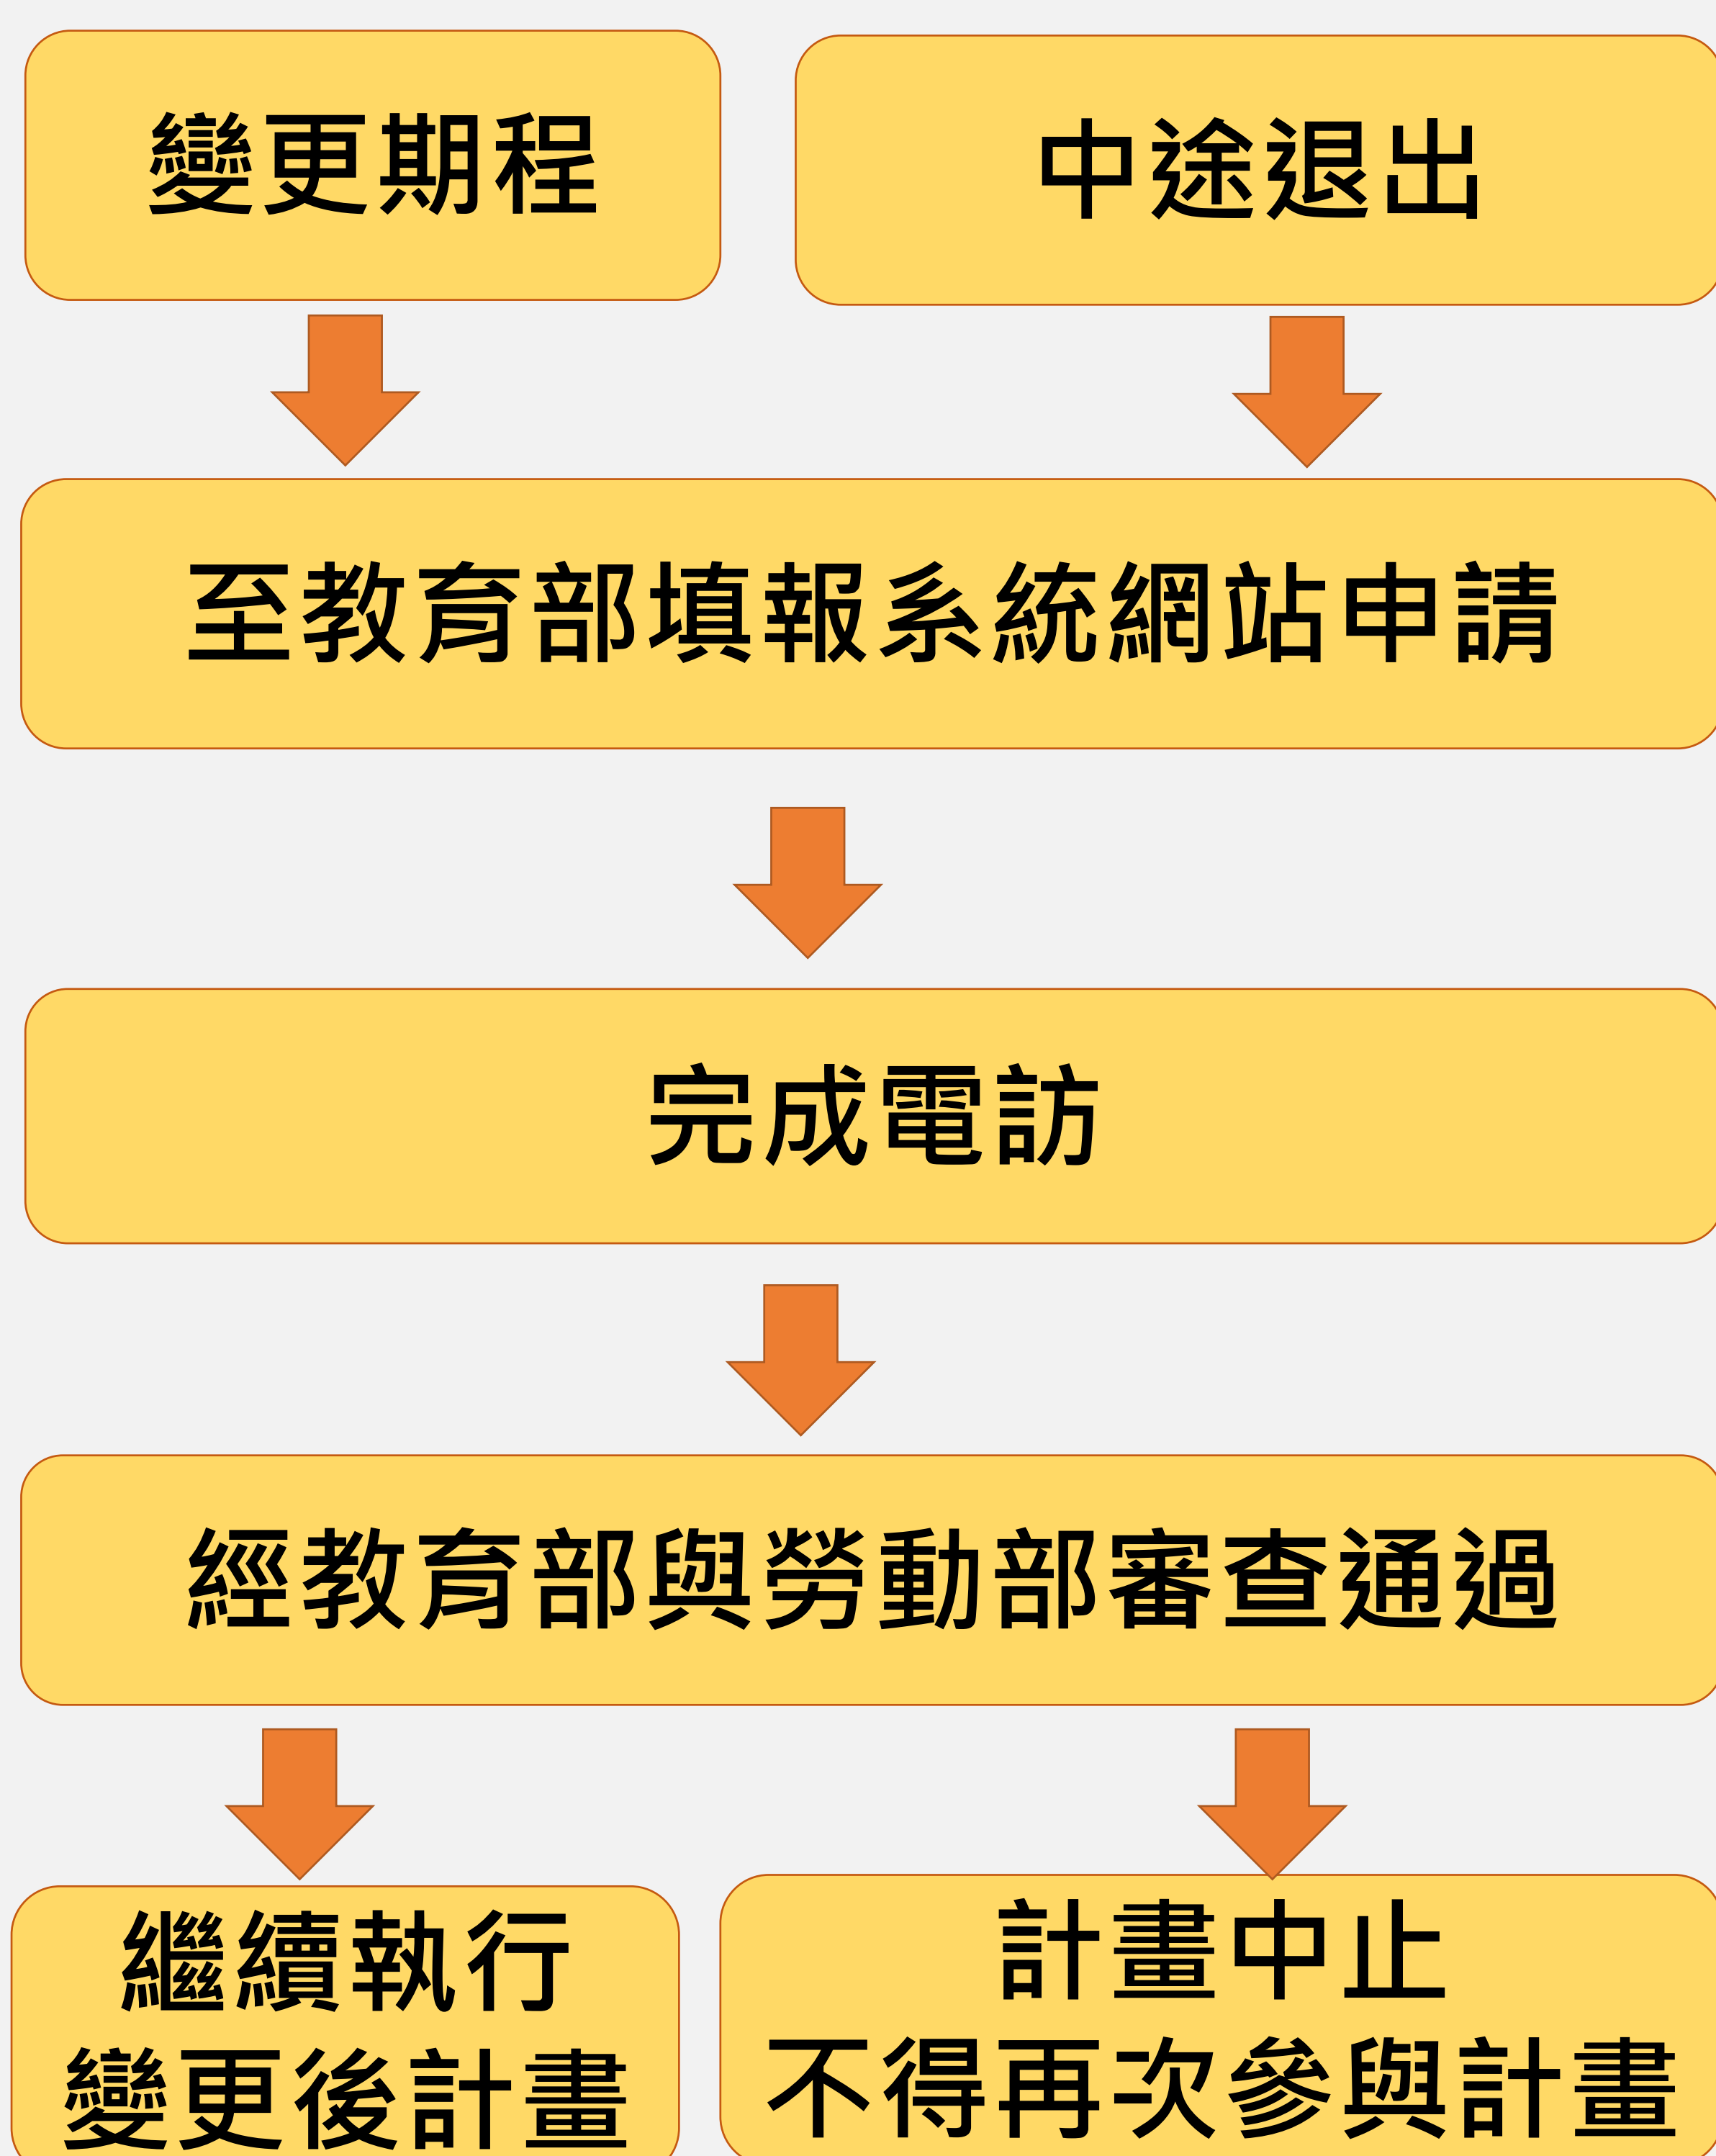 變更期程
中途退出
至教育部填報系統網站申請
完成電訪
經教育部與勞動部審查通過
繼續執行
變更後計畫
計畫中止
不得再次參與計畫